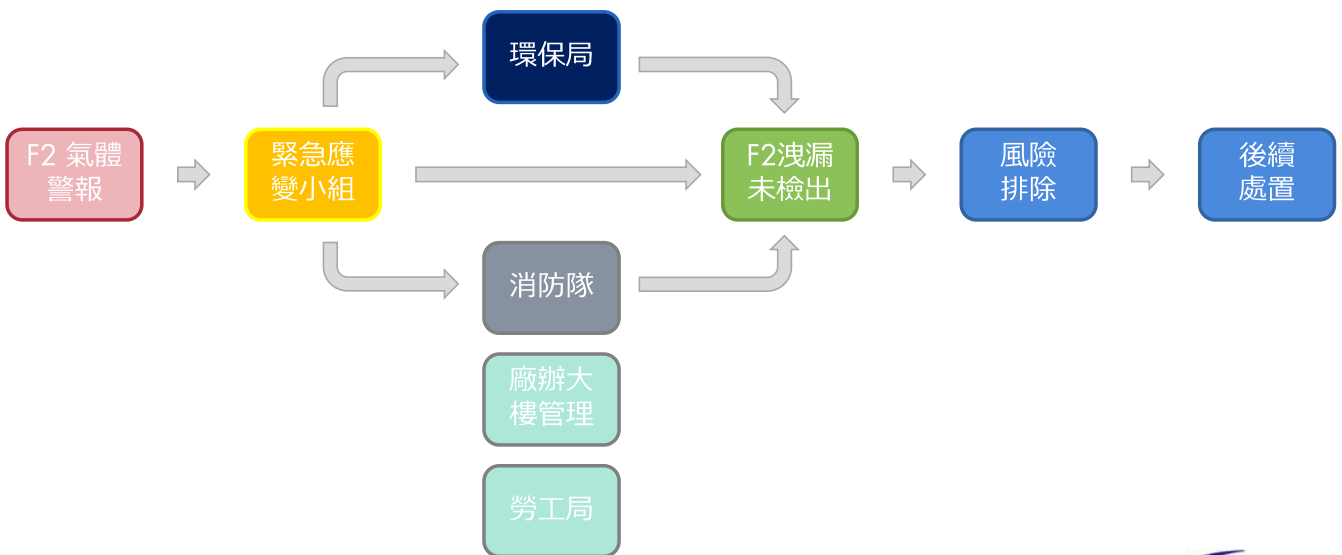 環保局
F2 氣體
警報
緊急應
變小組
F2洩漏
未檢出
風險
排除
後續
處置
消防隊
廠辦大
樓管理
勞工局